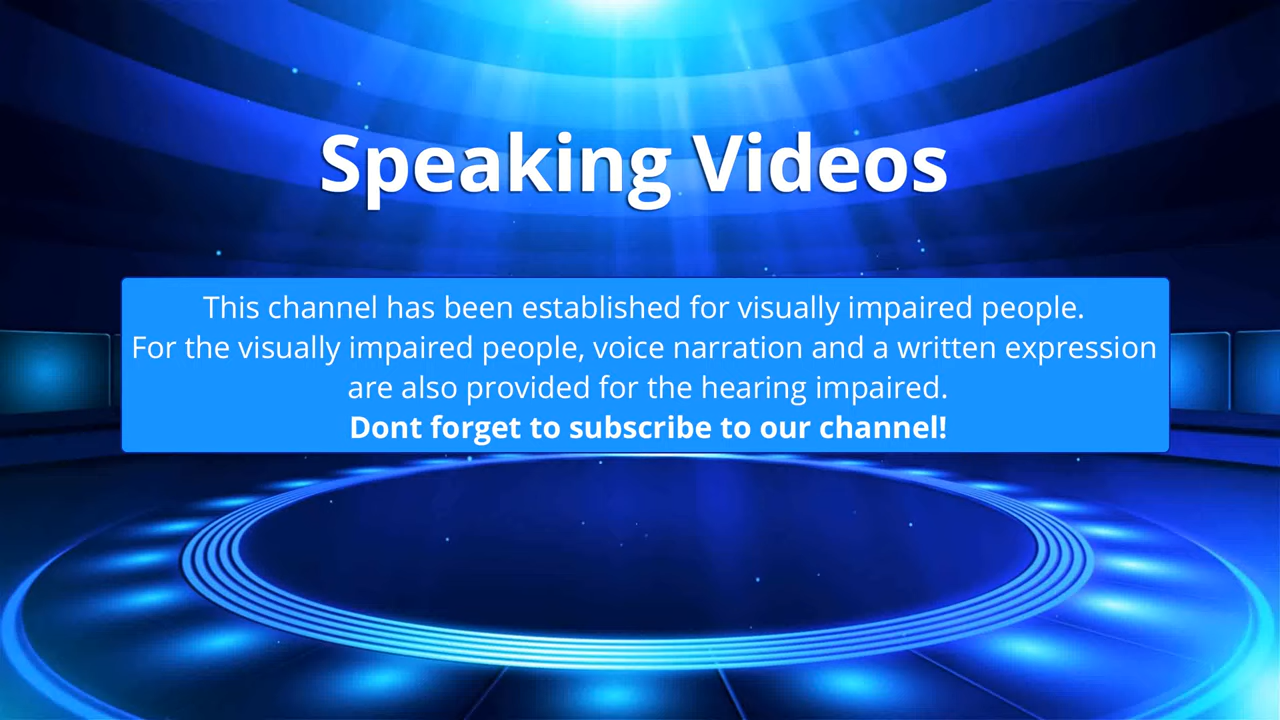 Speaking Videos
This channel has been established for visually impaired people.
For the visually impaired people, voice narration and a written expression
are also provided for the hearing impaired.
Dont forget to subscribe to our channel!